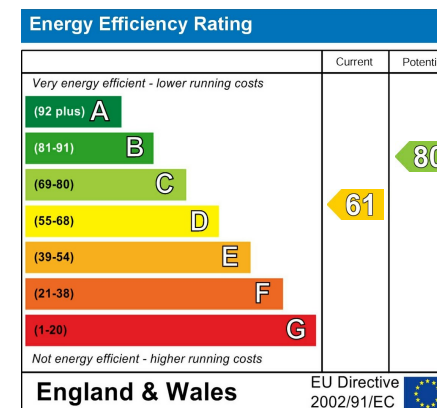 Energy Efficiency Rating
Current Potenti
Very energy efficient - lower running costs
(92 plus) A
(81-91) B
(69-80) C
(55-68) D
(39-54) E
(21-38) F
(1-20) G
61
80
Not energy efficient - higher running costs
England & Wales
EU Directive
2002/91/EC